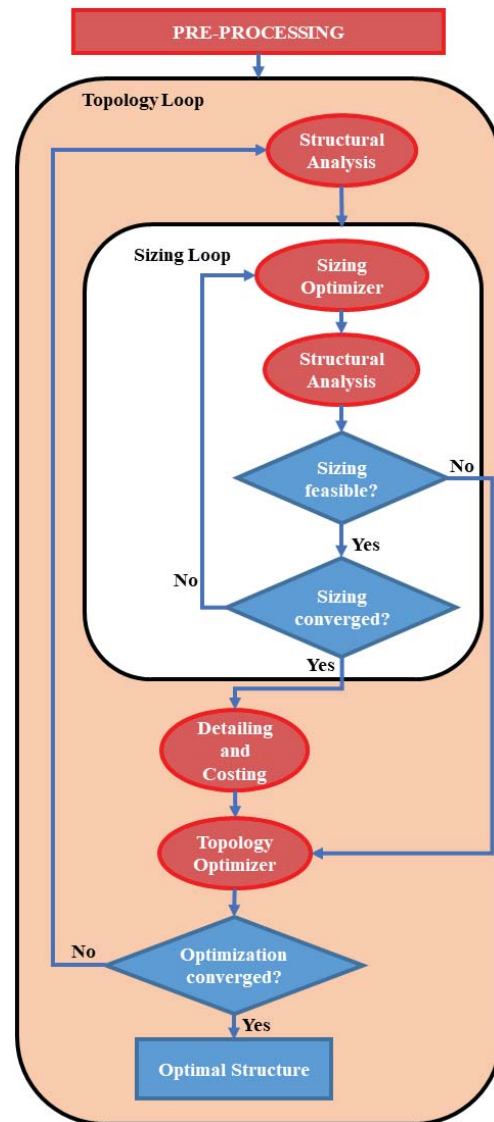 PRE-PROCESSING
Topology Loop
Structural
Analysis
Sizing Loop
Sizing
Optimizer
Structural
Analysis
Sizing
feasible?
No
Yes
No
Sizing
converged?
Yes
Detailing
and
Costing
Topology
Optimizer
No
Optimization
converged?
Yes
Optimal Structure